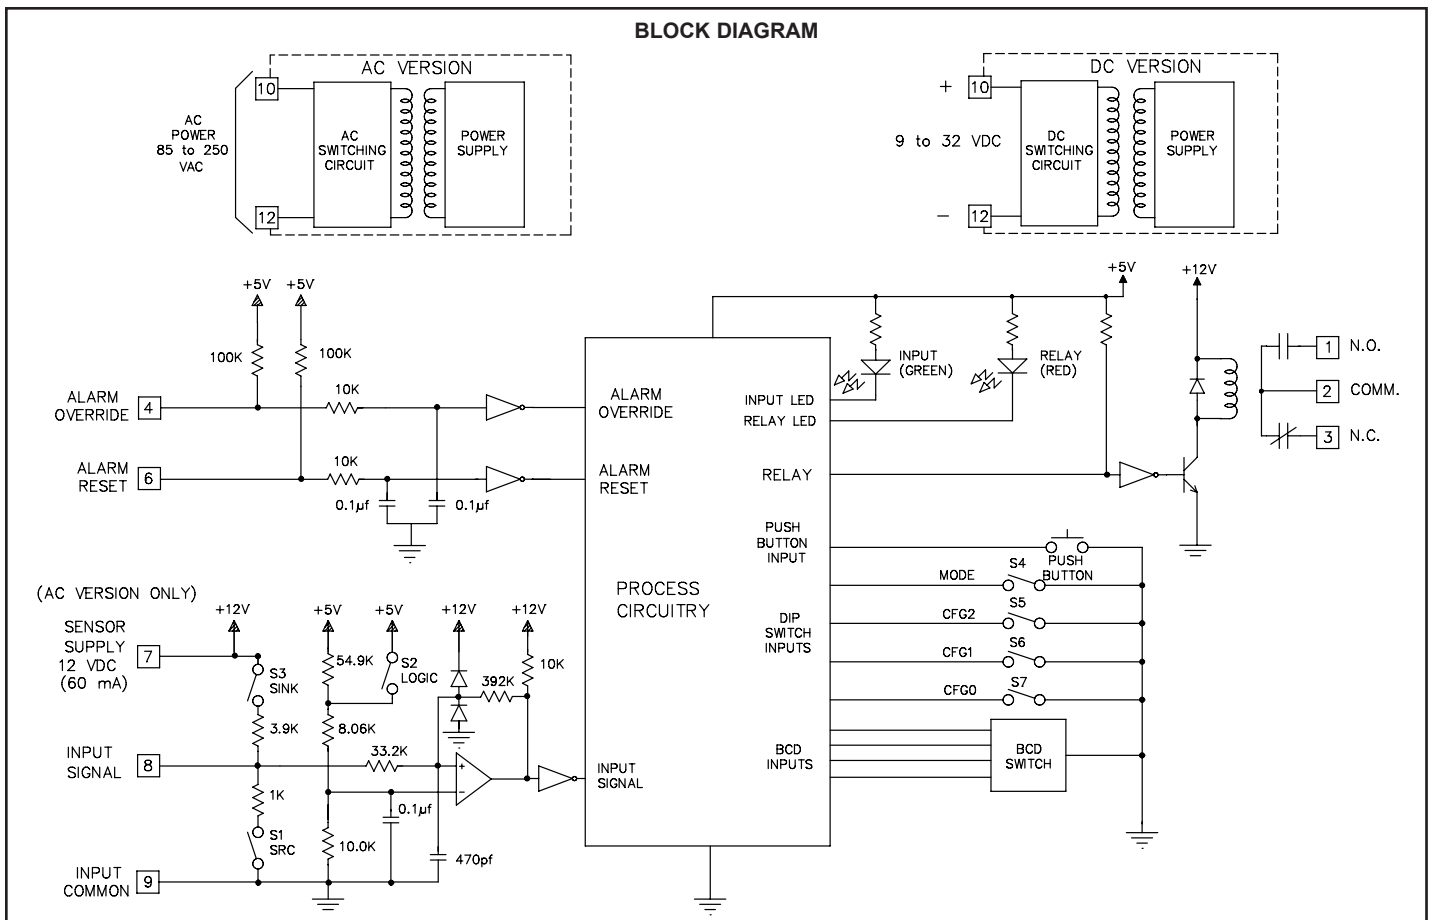 BLOCK DIAGRAM
AC VERSION
10
AC
POWER
85 to 250
VAC
AC
SWITCHING
CIRCUIT
POWER
SUPPLY
12
DC VERSION
+
10
9 to 32 VDC
DC
SWITCHING
CIRCUIT
POWER
SUPPLY
−
12
+5V
+5V
100K
100K
ALARM
OVERRIDE
4
10K
ALARM
OVERRIDE
ALARM
RESET
6
10K
ALARM
RESET
0.1µf
0.1µf
+5V
+12V
INPUT
(GREEN)
RELAY
(RED)
INPUT LED
RELAY LED
RELAY
1
N.O.
2
COMM.
3
N.C.
PUSH
BUTTON
INPUT
PUSH
BUTTON
MODE
S4
DIP
SWITCH
INPUTS
CFG2
S5
CFG1
S6
CFG0
S7
BCD
INPUTS
BCD
SWITCH
PROCESS
CIRCUITRY
(AC VERSION ONLY)
+12V
+5V
+5V
+12V
+12V
SENSOR
SUPPLY
12 VDC
(60 mA)
7
S3
SINK
54.9K
S2
LOGIC
10K
392K
3.9K
8.06K
INPUT
SIGNAL
8
33.2K
+
−
INPUT
SIGNAL
1K
0.1µf
S1
SRC
10.0K
470pf
INPUT
COMMON
9